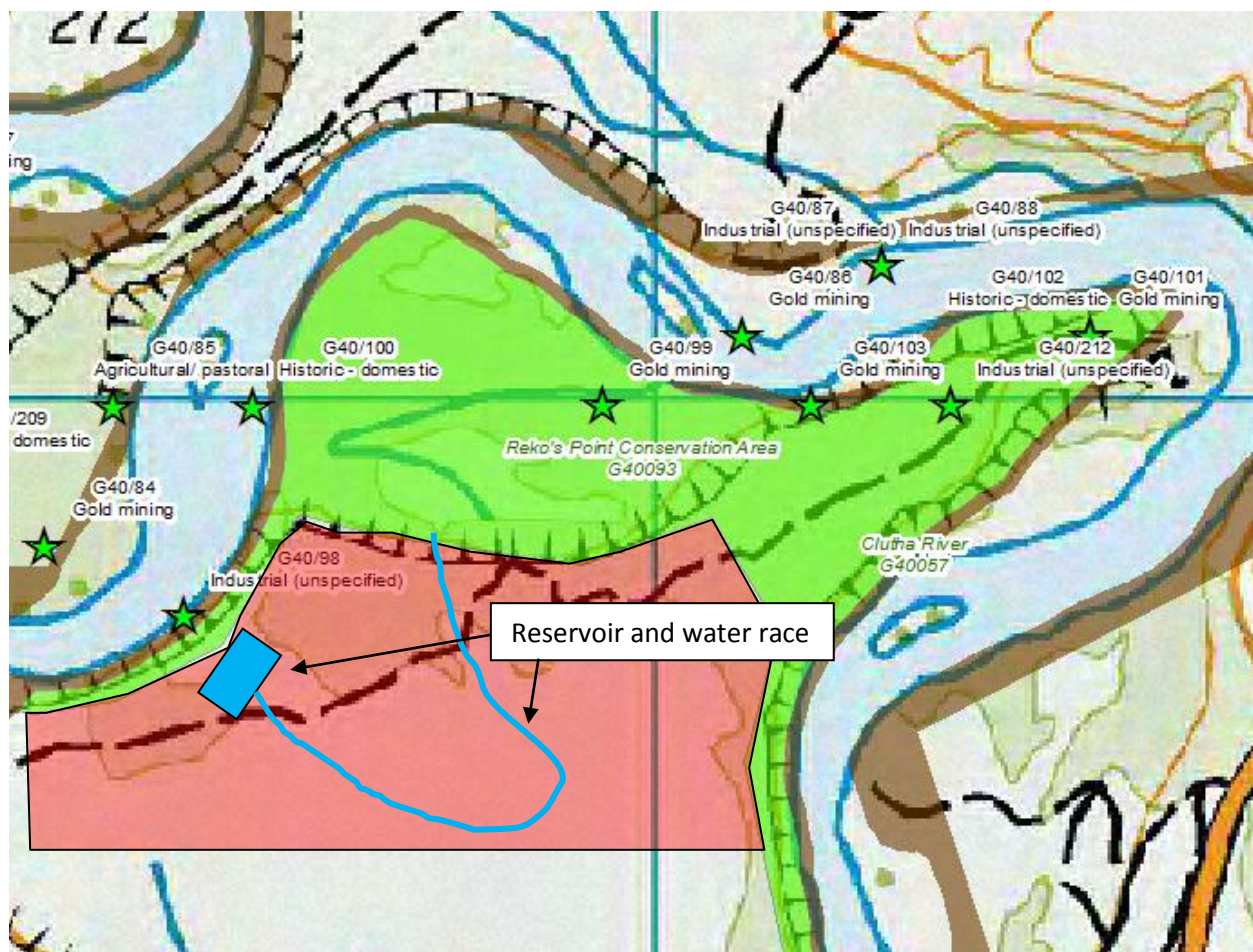 272
ing
G40/87
G40/88
Industrial (unspecified)
Industrial (unspecified)
G40/86
Gold mining
G40/102
G40/101
Historic - domestic
Gold mining
G40/85
G40/100
Agricultural/ pastoral
Historic - domestic
G40/99
Gold mining
G40/103
Gold mining
G40/212
Industrial (unspecified)
/209
domestic
Reko's Point Conservation Area
G40093
G40/84
Gold mining
G40/98
Industrial (unspecified)
Clutha River
G40057
Reservoir and water race